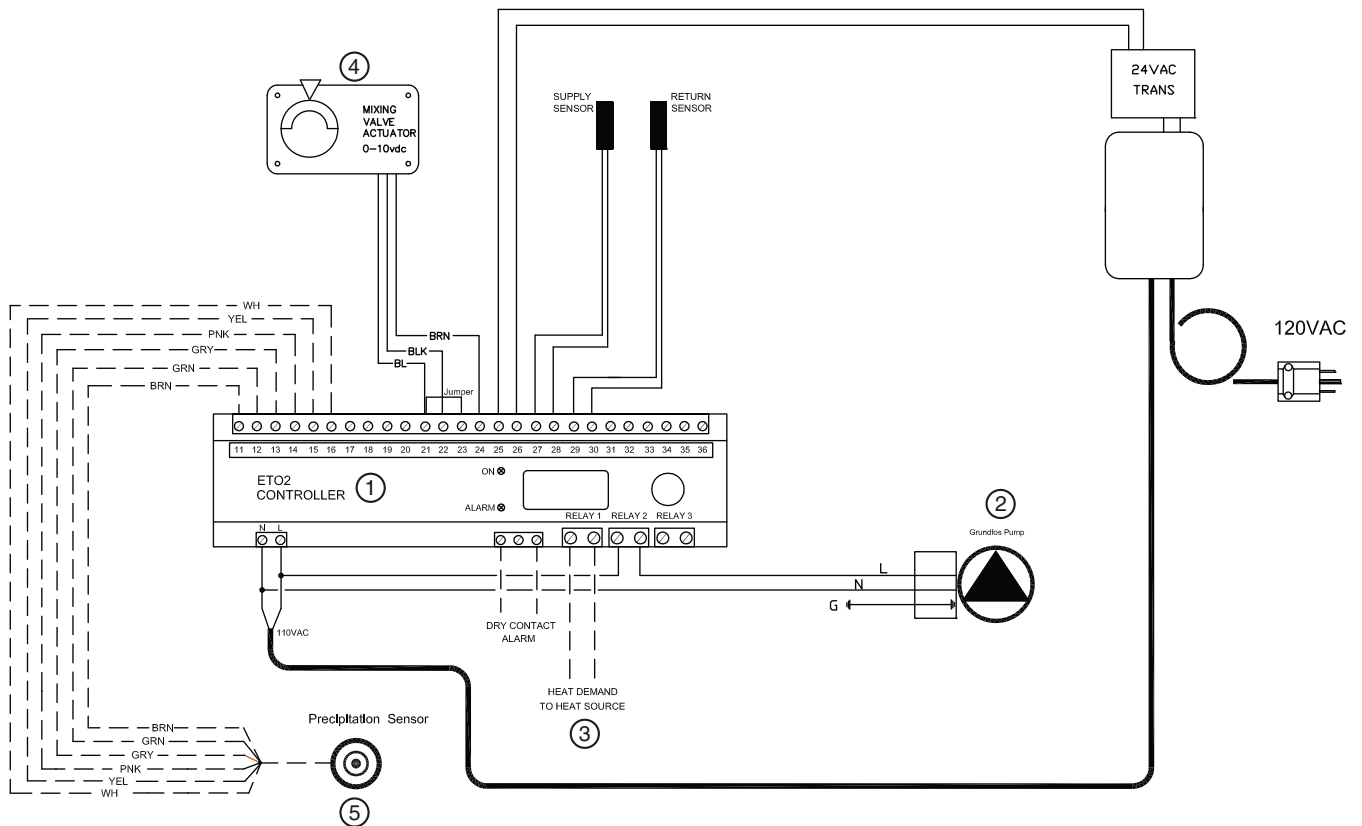 ④
MIXING
VALVE
ACTUATOR
0-10vdc
SUPPLY
SENSOR
RETURN
SENSOR
24VAC
TRANS
120VAC
WH
YEL
PNK
GRY
GRN
BRN
BRN
BLK
BL
Jumper
11 12 13 14 15 16 17 18 19 20 21 22 23 24 25 26 27 28 29 30 31 32 33 34 35 36
ETO2
CONTROLLER
①
ON
ALARM
RELAY 1 RELAY 2 RELAY 3
N L
②
Grundfos Pump
L
N
G
110VAC
DRY CONTACT
ALARM
HEAT DEMAND
TO HEAT SOURCE
③
Precipitation Sensor
⑤
BRN
GRN
GRY
PNK
YEL
WH